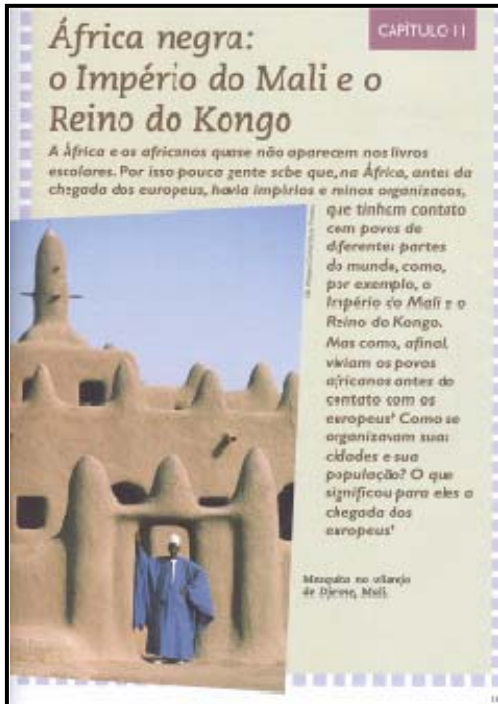 CAPÍTULO 11
África negra:
o Império do Mali e o
Reino do Kongo
A África e os africanos quase não aparecem nos livros
escolares. Por isso pouca gente sabe que, na África, antes da
chegada dos europeus, havia impérios e reinos organizados,
que tinham contato
com povos de
diferentes partes
do mundo, como,
por exemplo, o
Império do Mali e o
Reino do Kongo.
Mas como, afinal,
viviam os povos
africanos antes do
contato com os
europeus? Como se
organizavam suas
cidades e sua
população? O que
significou para eles a
chegada dos
europeus?
Mesquita no vilarejo
de Djenne, Mali.